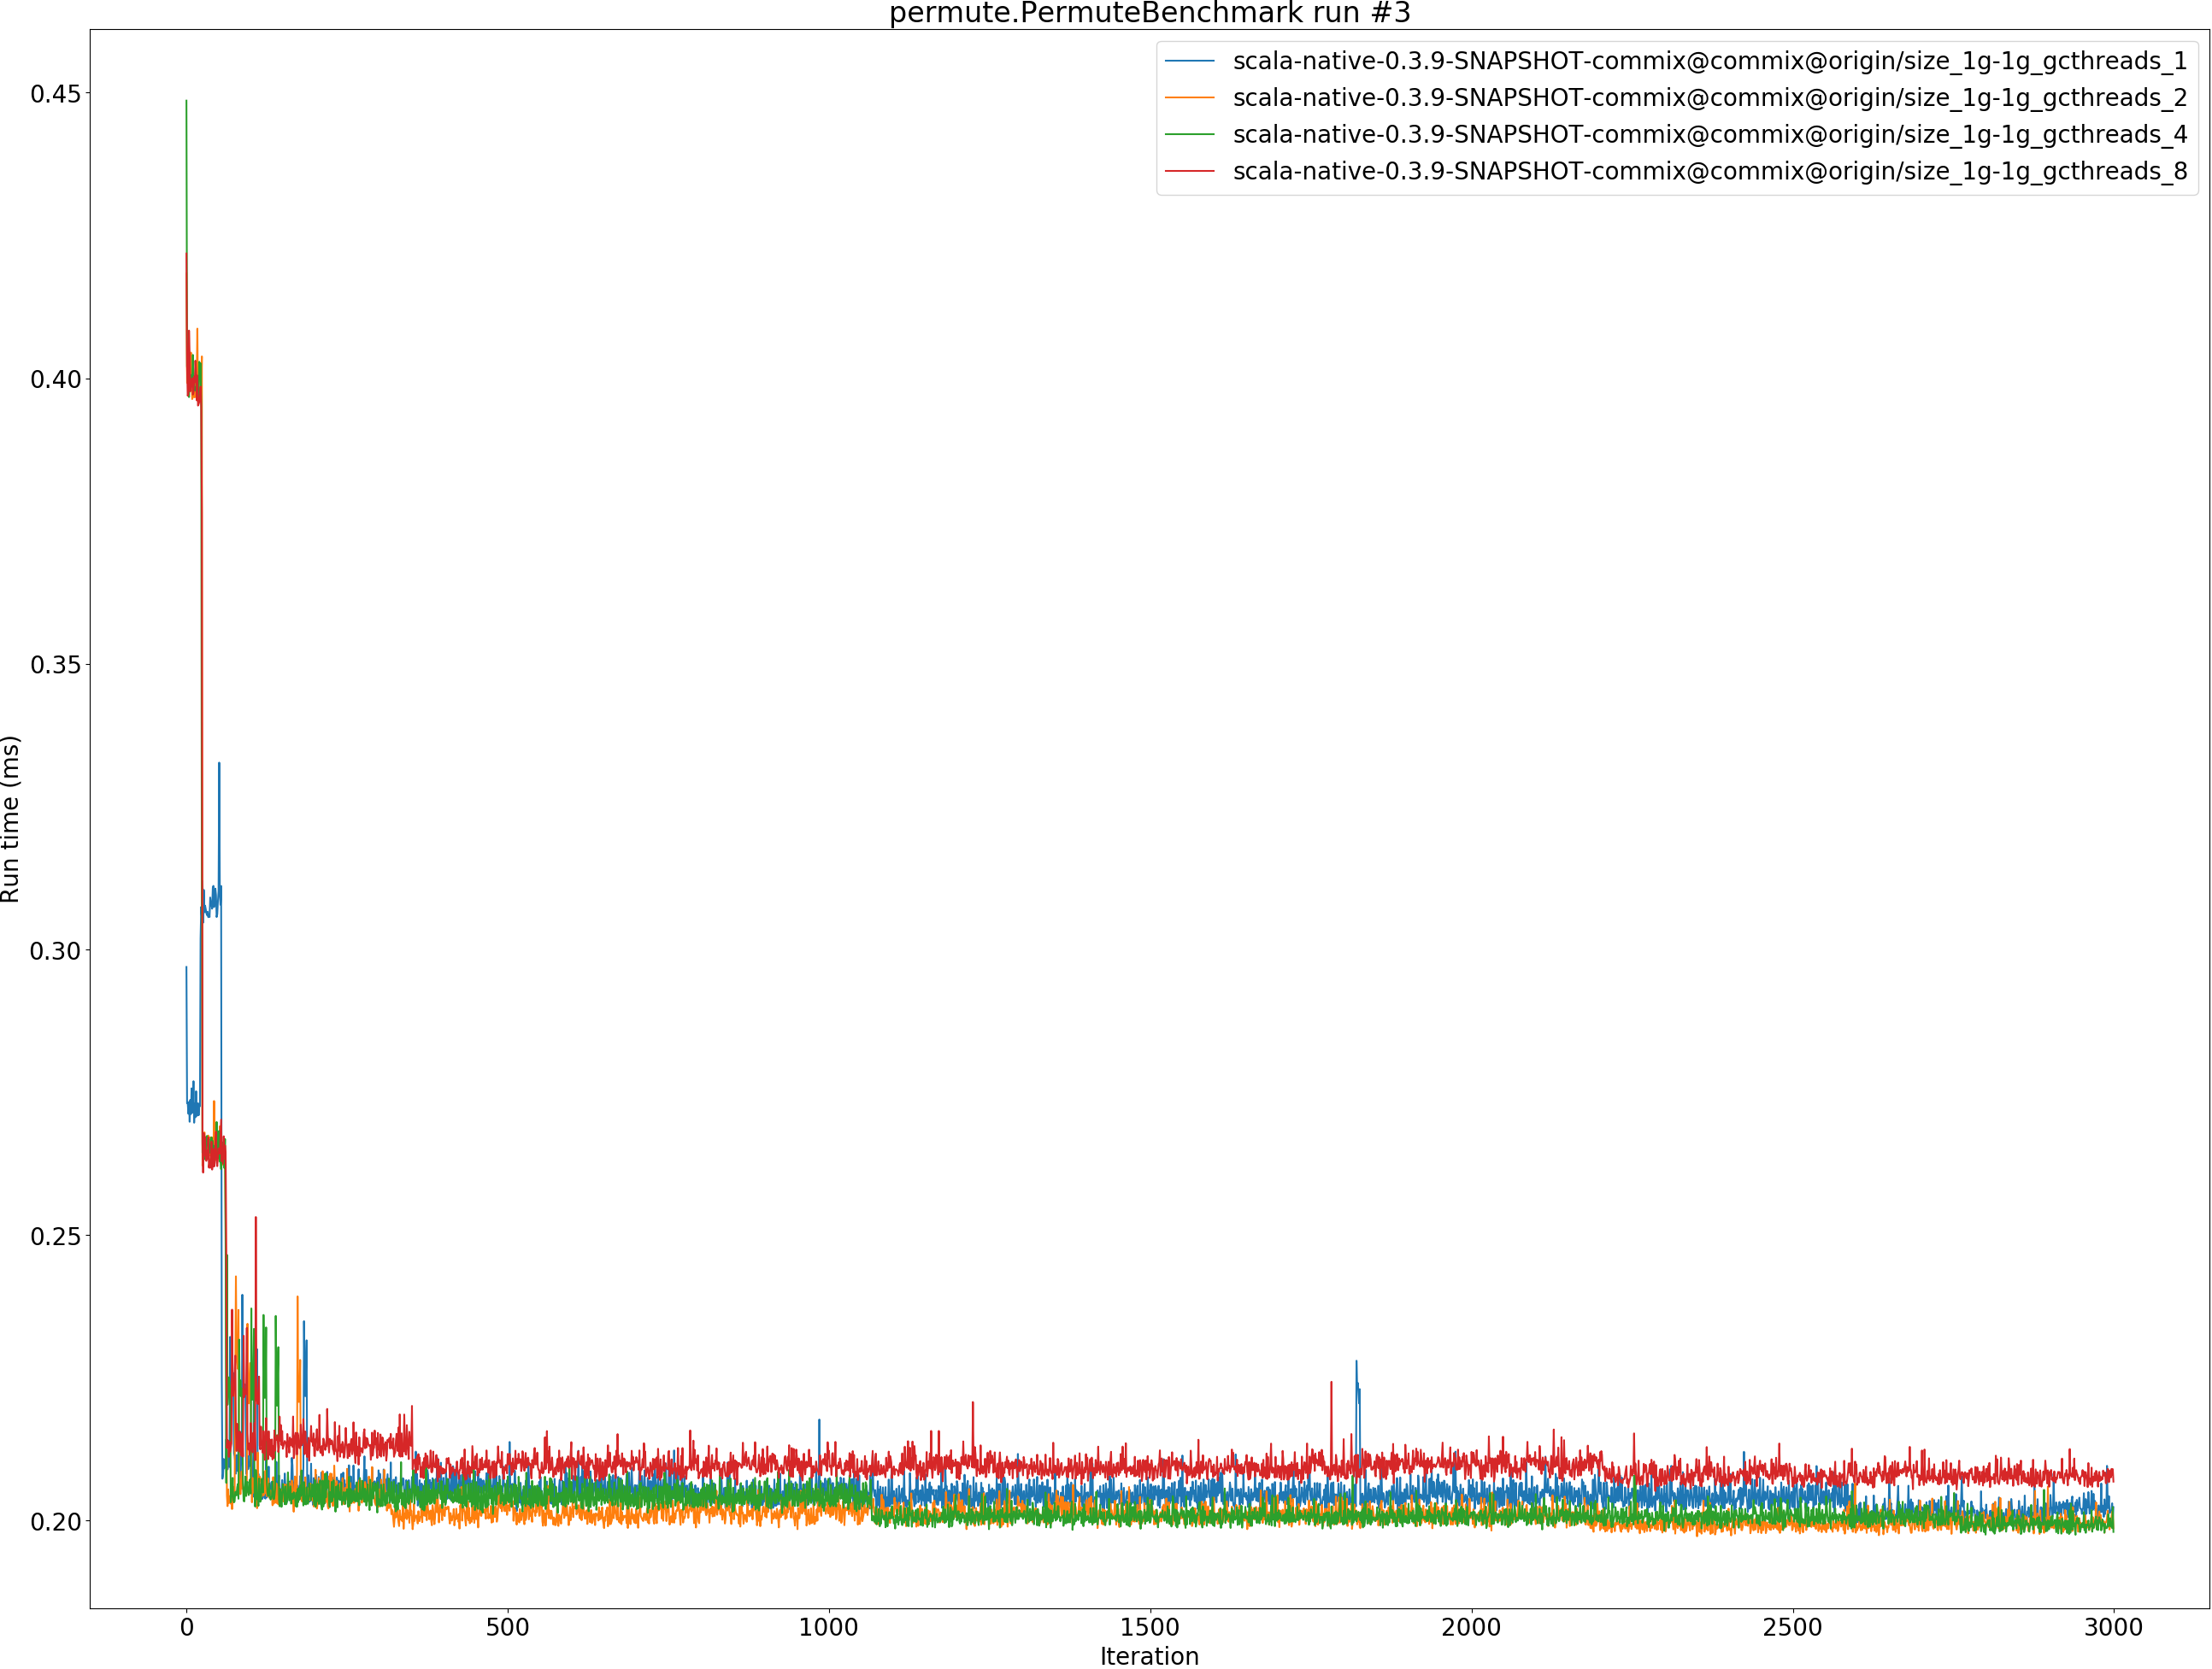 permute.PermuteBenchmark run #3
scala-native-0.3.9-SNAPSHOT-commix@commix@origin/size_1g-1g_gcthreads_1
scala-native-0.3.9-SNAPSHOT-commix@commix@origin/size_1g-1g_gcthreads_2
scala-native-0.3.9-SNAPSHOT-commix@commix@origin/size_1g-1g_gcthreads_4
scala-native-0.3.9-SNAPSHOT-commix@commix@origin/size_1g-1g_gcthreads_8
Run time (ms)
0.45
0.40
0.35
0.30
0.25
0.20
0 500 1000 1500 2000 2500 3000
Iteration